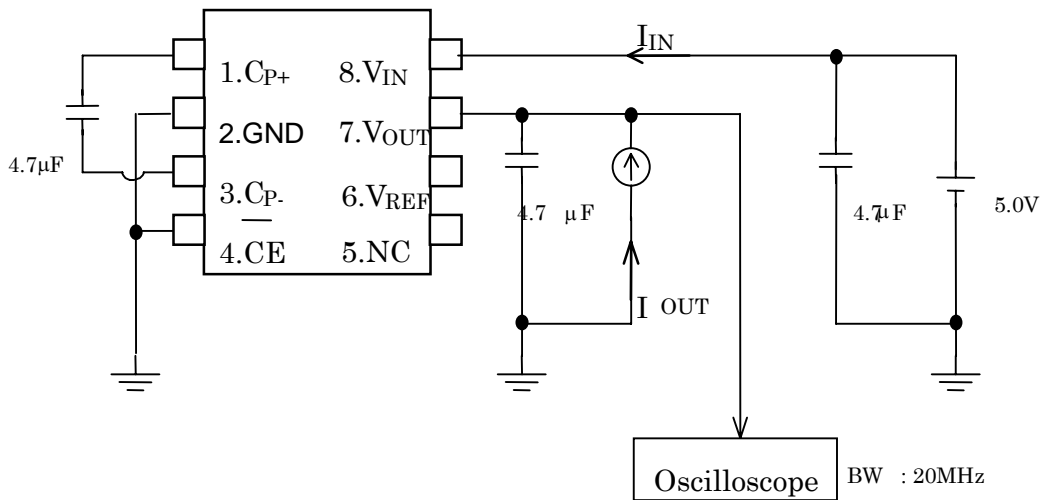 I IN
1.CP+ 8.VIN
2.GND 7.VOUT
4.7μF
3.CP- 6.VREF
4.7 μF
4.7μF
5.0V
4.CE 5.NC
I OUT
Oscilloscope BW : 20MHz